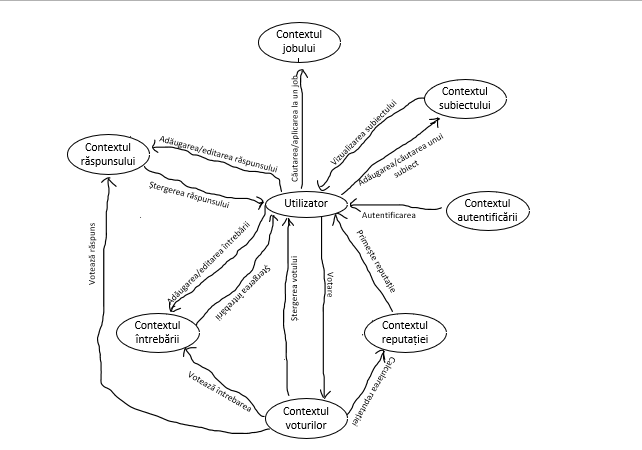 Contextul
jobului
Căutarea/aplicarea la un job
Contextul
subiectului
Vizualizarea subiectului
Adăugarea/căutarea unui
subiect
Contextul
răspunsului
Adăugarea/editarea răspunsului
Ștergerea răspunsului
Utilizator
Autentificarea
Contextul
autentificării
Votează răspuns
Adăugarea/editarea întrebării
Ștergerea întrebării
Ștergerea votului
Votare
Primește reputație
Contextul
întrebării
Contextul
reputației
Votează întrebarea
Calcularea reputației
Contextul
voturilor